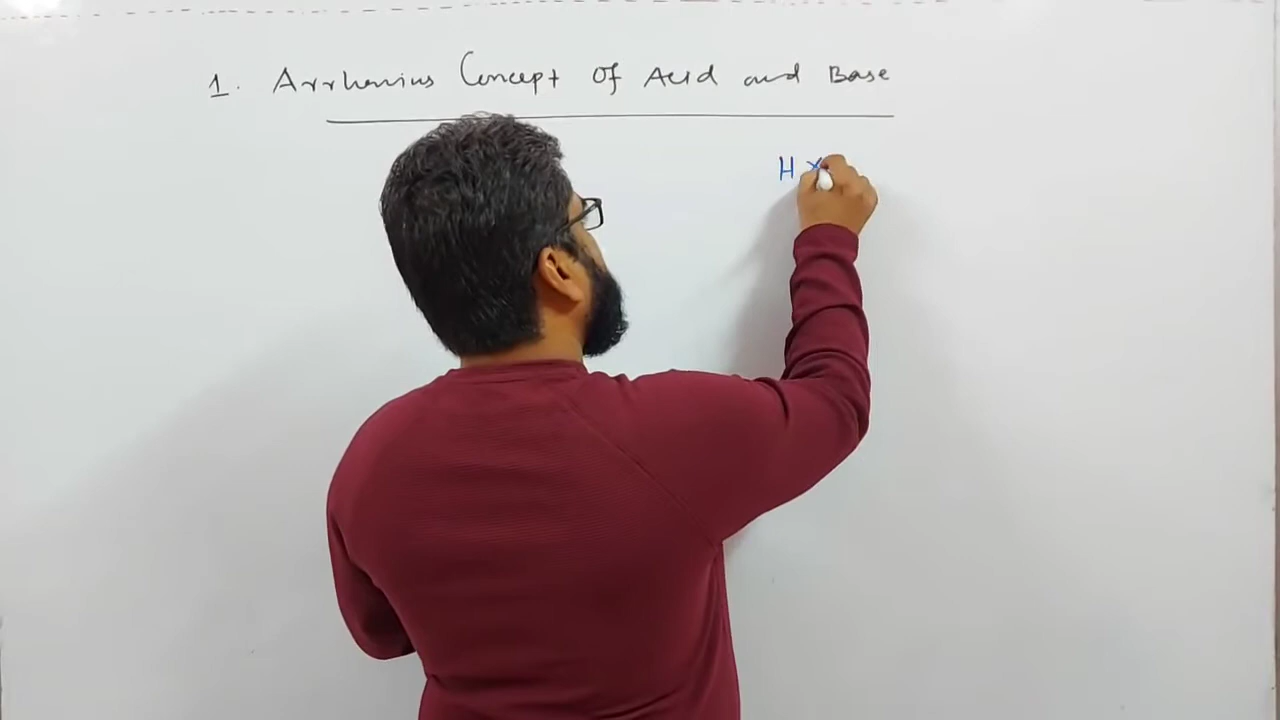 1. Arrhenius Concept Of Acid and Base
H X